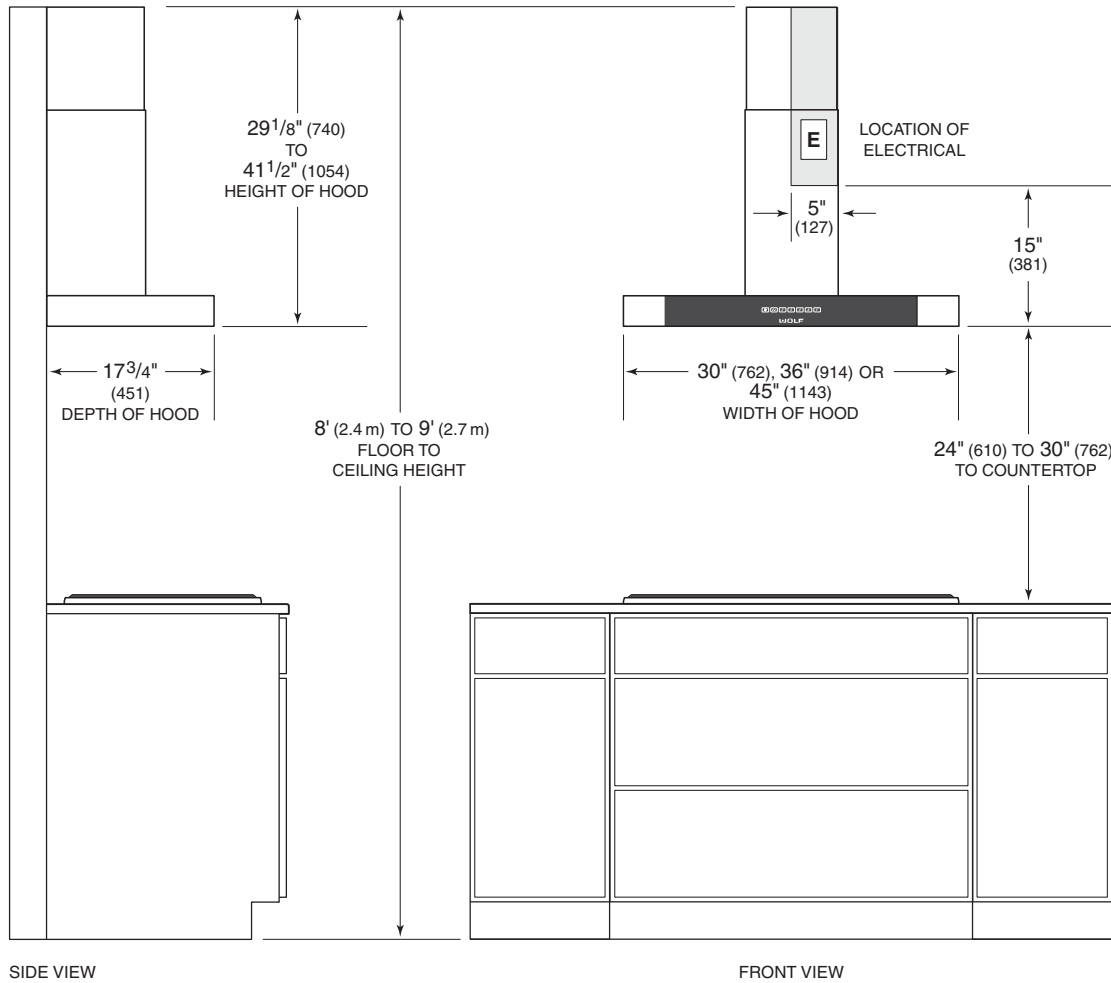 29 1/8" (740)
TO
41 1/2" (1054)
HEIGHT OF HOOD
E
LOCATION OF
ELECTRICAL
5"
(127)
15"
(381)
WOLF
17 3/4"
(451)
DEPTH OF HOOD
30" (762), 36" (914) OR
45" (1143)
WIDTH OF HOOD
8' (2.4 m) TO 9' (2.7 m)
FLOOR TO
CEILING HEIGHT
24" (610) TO 30" (762)
TO COUNTERTOP
SIDE VIEW
FRONT VIEW